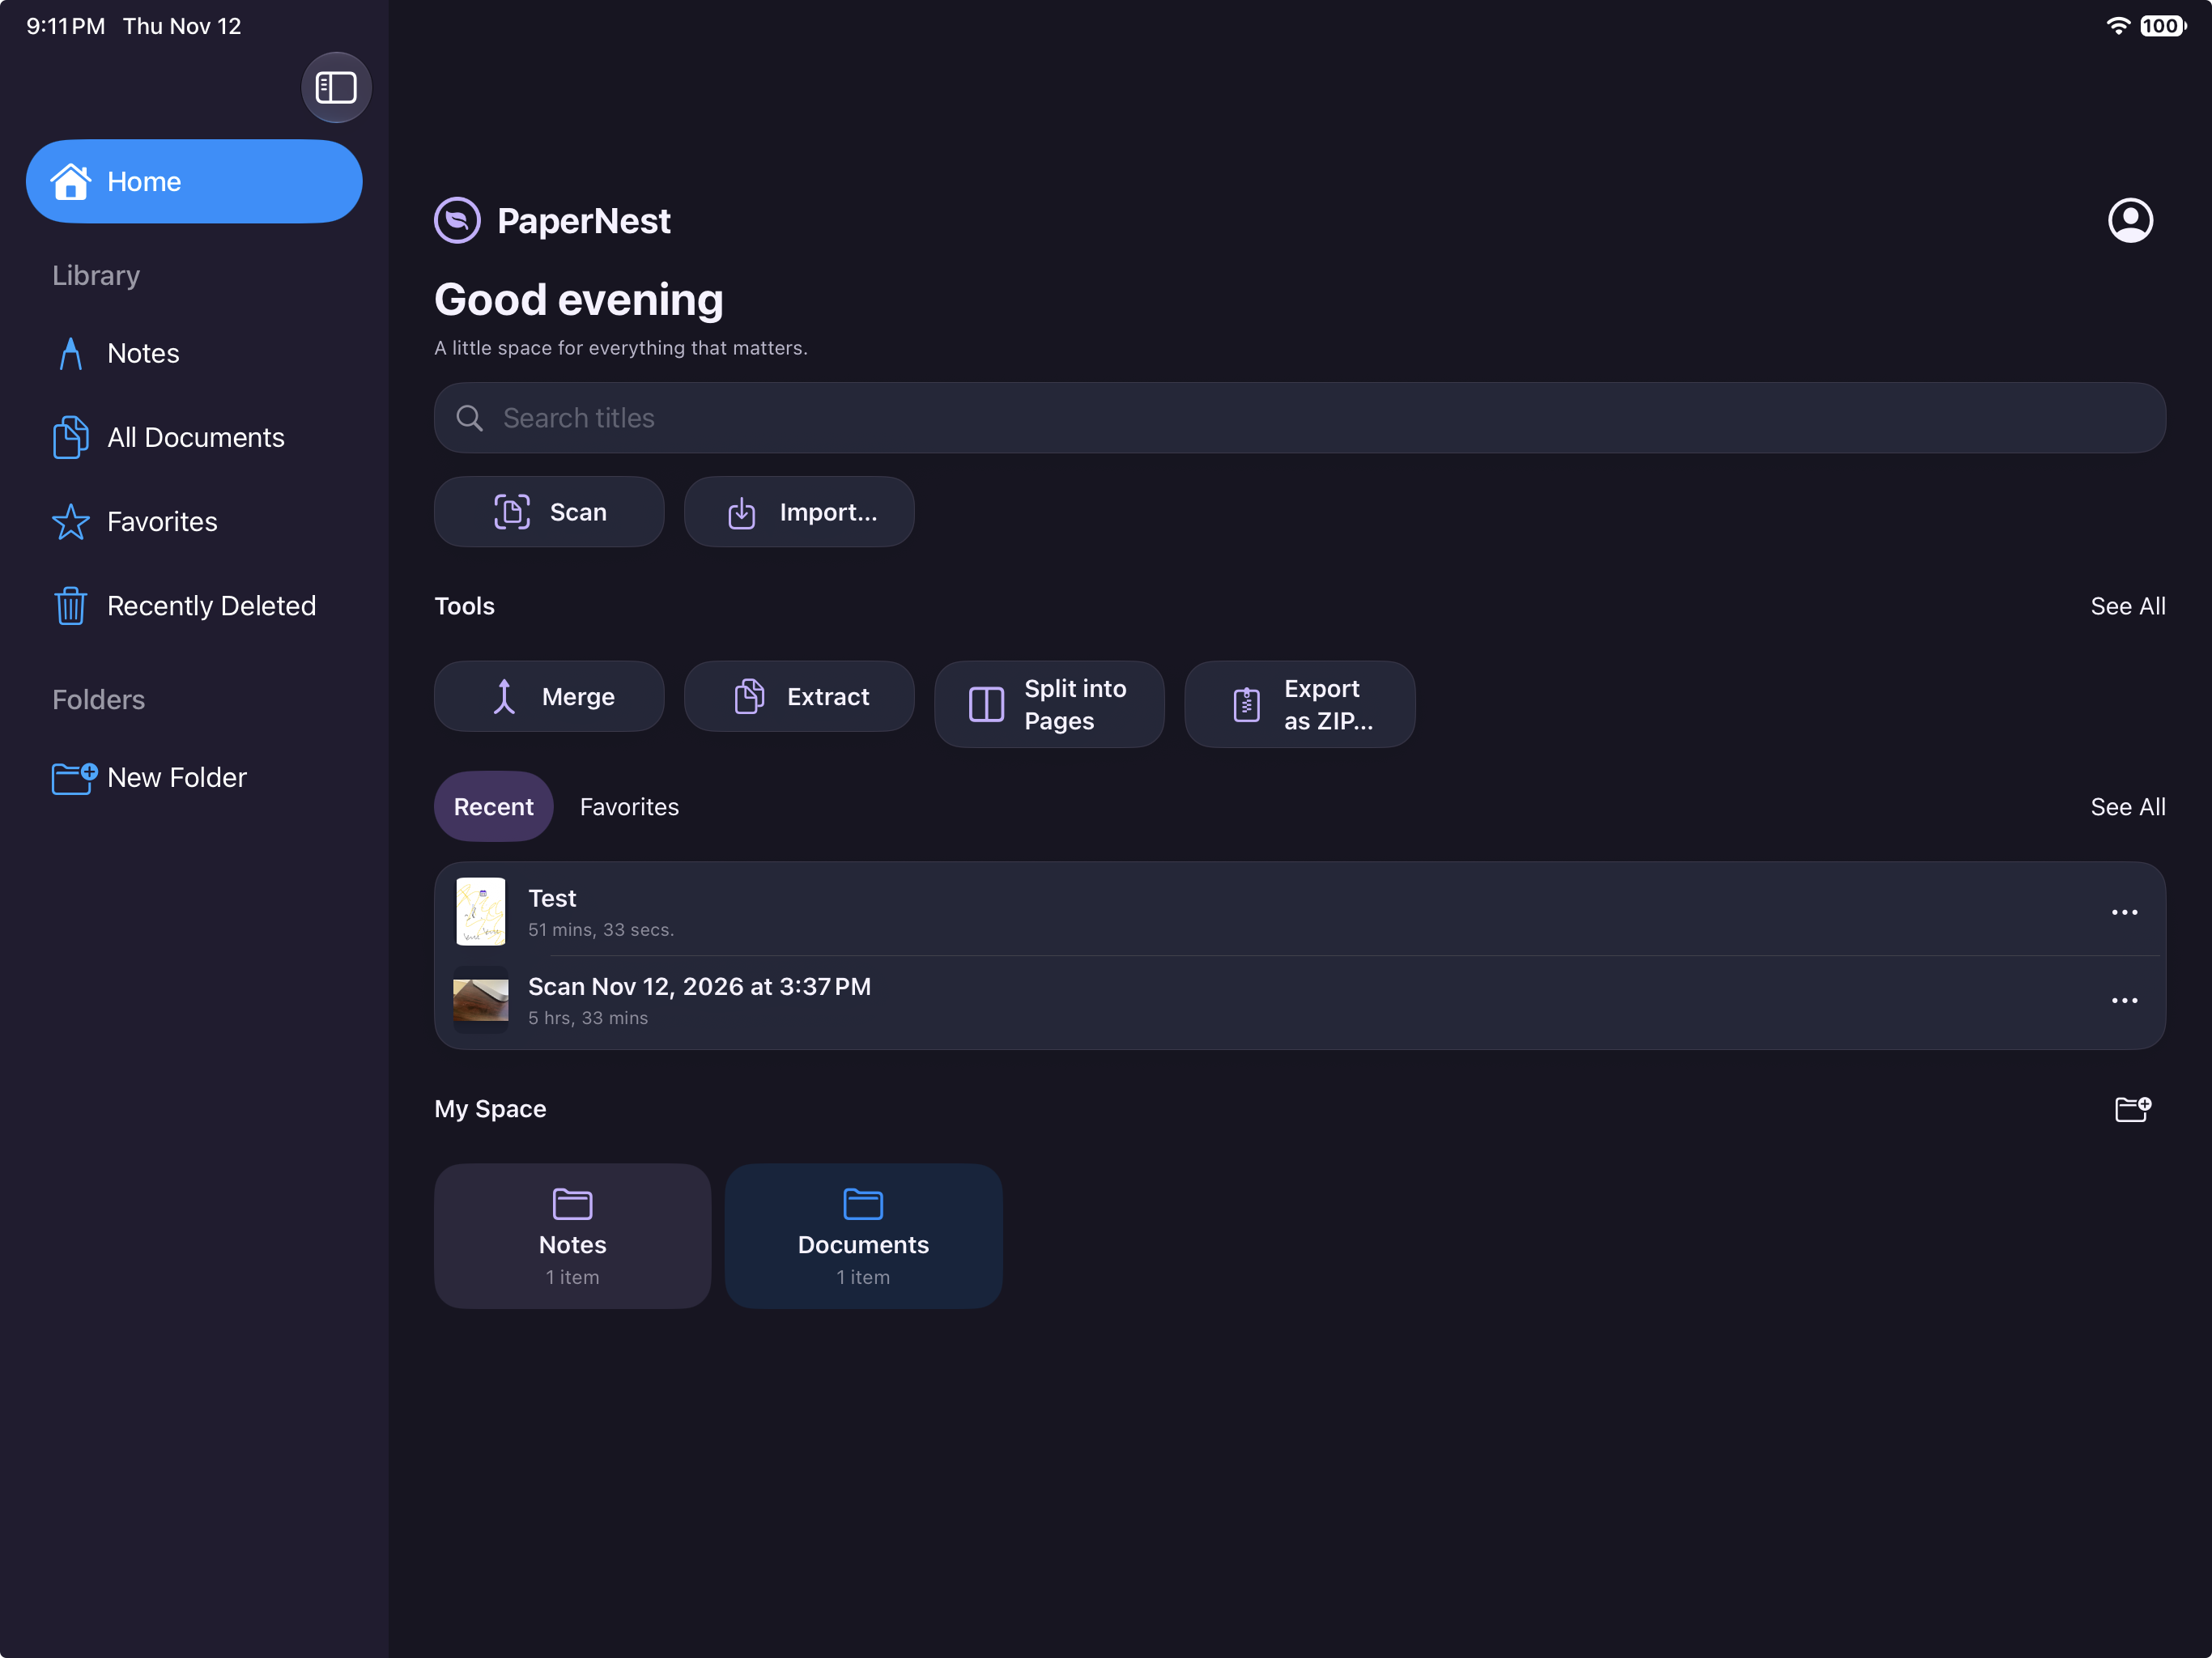 9:11 PM Thu Nov 12
100
Home
Library
Notes
All Documents
Favorites
Recently Deleted
Folders
New Folder
PaperNest
Good evening
A little space for everything that matters.
Search titles
Scan
Import...
Tools
See All
Merge
Extract
Split into
Pages
Export
as ZIP...
Recent
Favorites
See All
Test
51 mins, 33 secs.
Scan Nov 12, 2026 at 3:37 PM
5 hrs, 33 mins
My Space
Notes
1 item
Documents
1 item